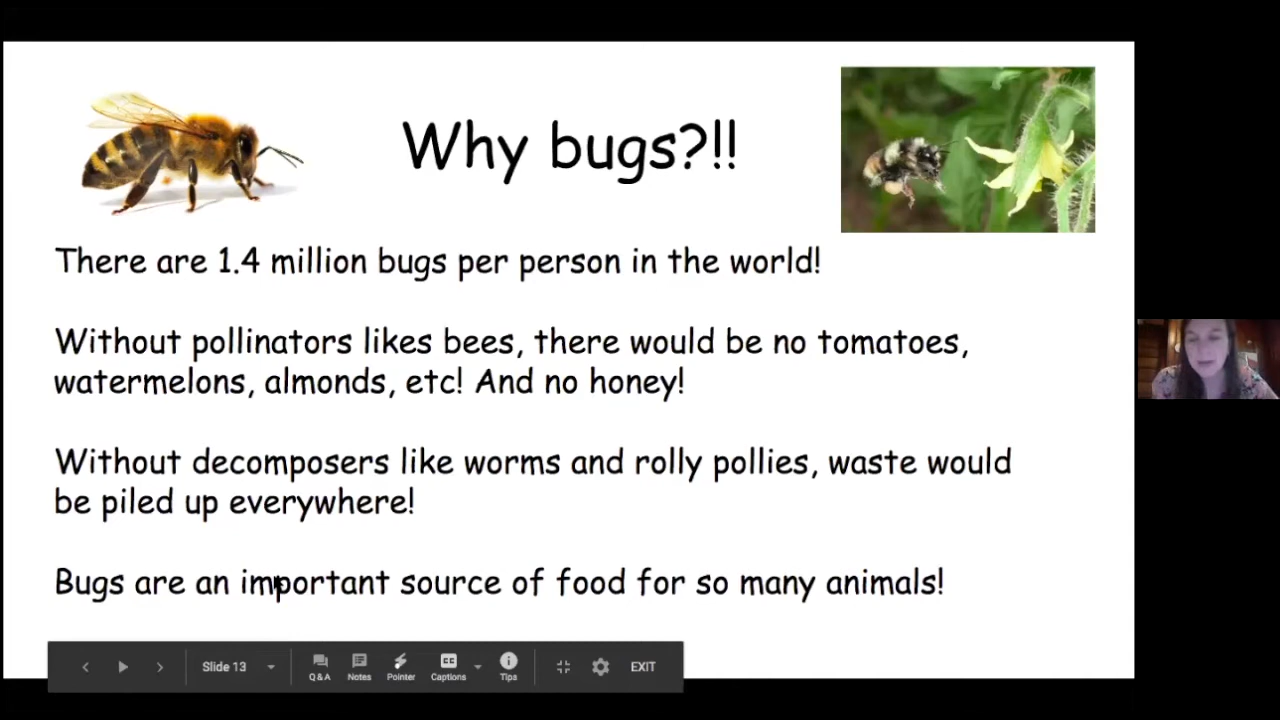 Why bugs?!!
There are 1.4 million bugs per person in the world!
Without pollinators likes bees, there would be no tomatoes,
watermelons, almonds, etc! And no honey!
Without decomposers like worms and rolly pollies, waste would
be piled up everywhere!
Bugs are an important source of food for so many animals!
Slide 13
Q&A
Notes
Pointer
CC
Captions
Tips
EXIT